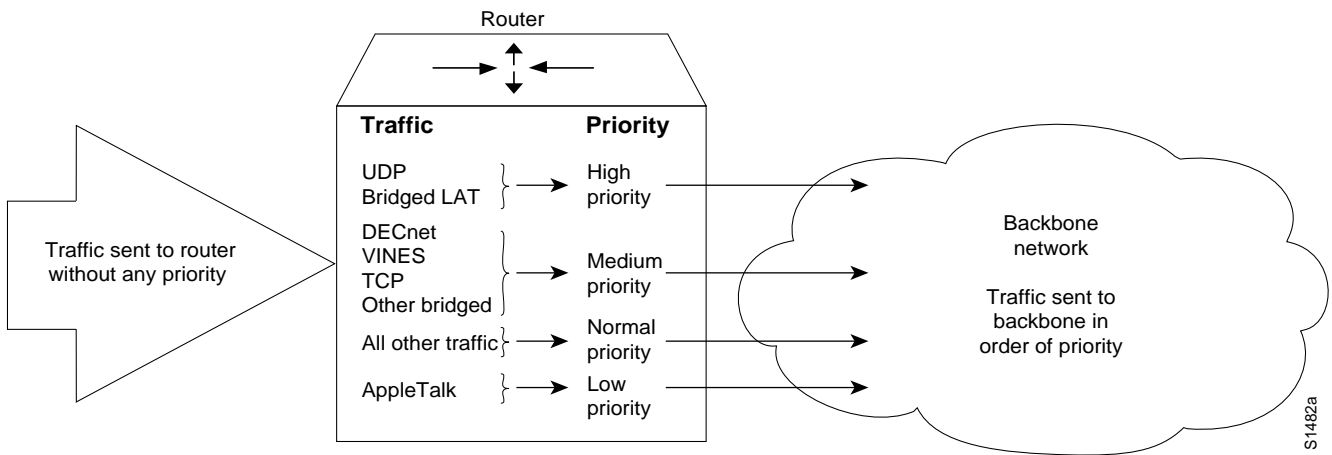 Router
Traffic sent to router
without any priority
Traffic
Priority
UDP
Bridged LAT
High
priority
DECnet
VINES
TCP
Other bridged
Medium
priority
All other traffic
Normal
priority
AppleTalk
Low
priority
Backbone
network
Traffic sent to
backbone in
order of priority
S1482a